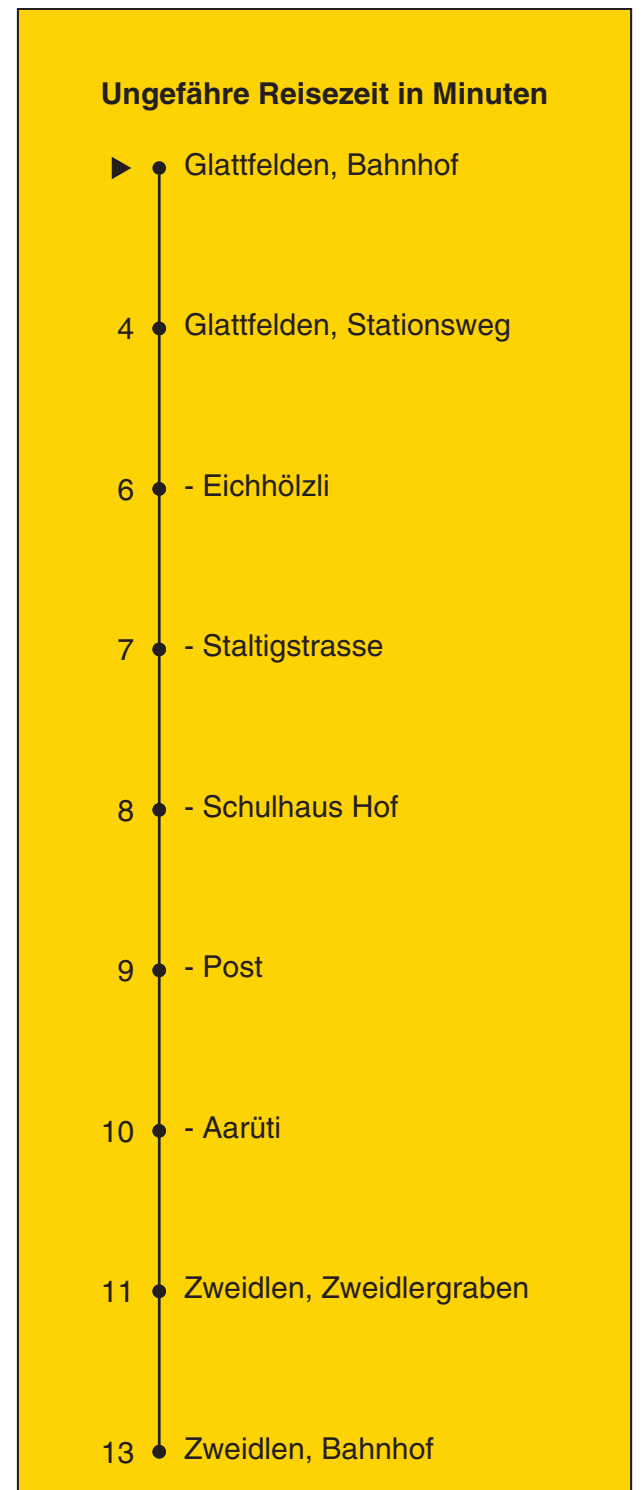 Ungefähre Reisezeit in Minuten
Glattfelden, Bahnhof
4 Glattfelden, Stationsweg
6 - Eichhölzli
7 - Staltigstrasse
8 - Schulhaus Hof
9 - Post
10 - Aarüti
11 Zweidlen, Zweidlergraben
13 Zweidlen, Bahnhof